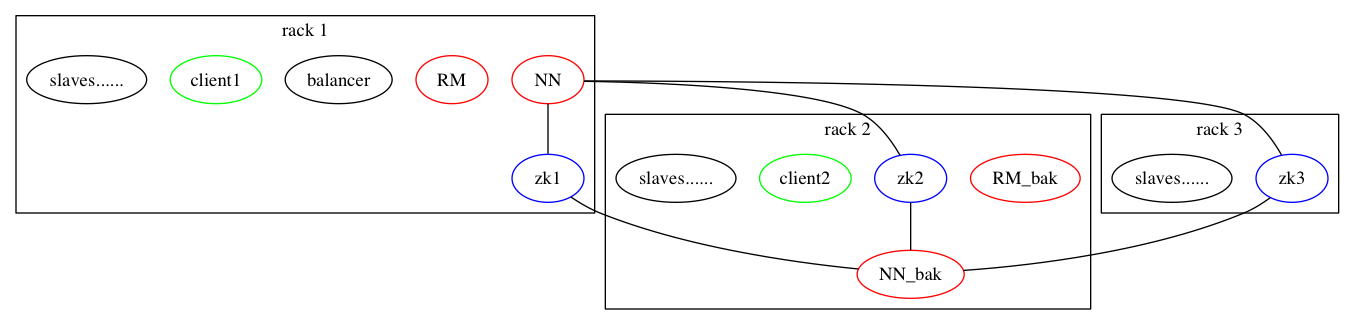 rack 1
slaves......
client1
balancer
RM
NN
zk1
rack 2
slaves......
client2
zk2
RM_bak
NN_bak
rack 3
slaves......
zk3